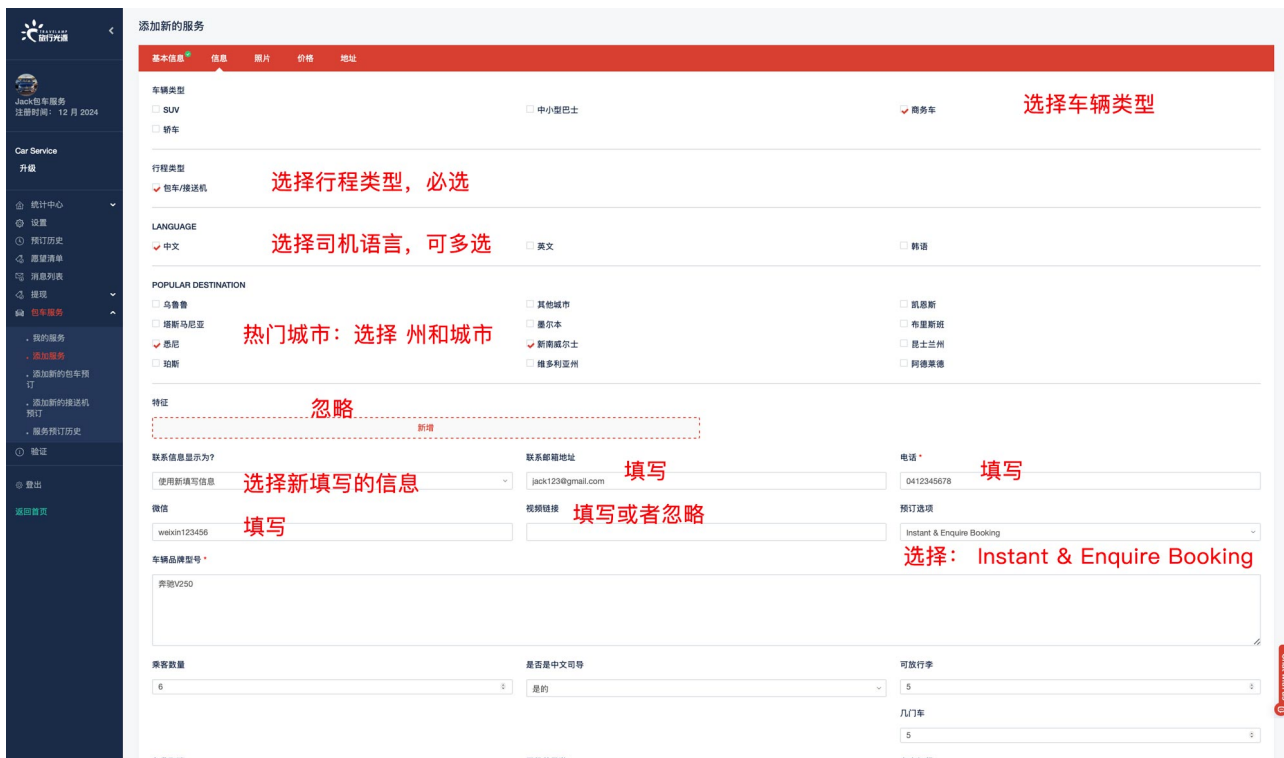 TRAVELAMP
旅行光谱
添加新的服务
基本信息 信息 照片 价格 地址
Jack包车服务
注册时间： 12 月 2024
Car Service
升级
统计中心
设置
预订历史
愿望清单
消息列表
提现
包车服务
我的服务
添加服务
添加新的包车预
订
添加新的接送机
预订
服务预订历史
验证
登出
返回首页
车辆类型
SUV 中小型巴士 商务车 选择车辆类型
轿车
行程类型
包车/接送机 选择行程类型，必选
LANGUAGE
中文 选择司机语言，可多选 英文 韩语
POPULAR DESTINATION
乌鲁鲁 其他城市 凯恩斯
塔斯马尼亚 墨尔本 布里斯班
热门城市：选择 州和城市
悉尼 新南威尔士 昆士兰州
珀斯 维多利亚州 阿德莱德
特征 忽略
新增
联系信息显示为? 联系邮箱地址 填写 电话 * 填写
使用新填写信息 选择新填写的信息 jack123@gmail.com 0412345678
微信 填写 视频链接 填写或者忽略 预订选项
weixin123456 Instant & Enquire Booking
选择： Instant & Enquire Booking
车辆品牌型号 *
奔驰V250
乘客数量 是否是中文司导 可放行李
6 是的 5
几门车
5